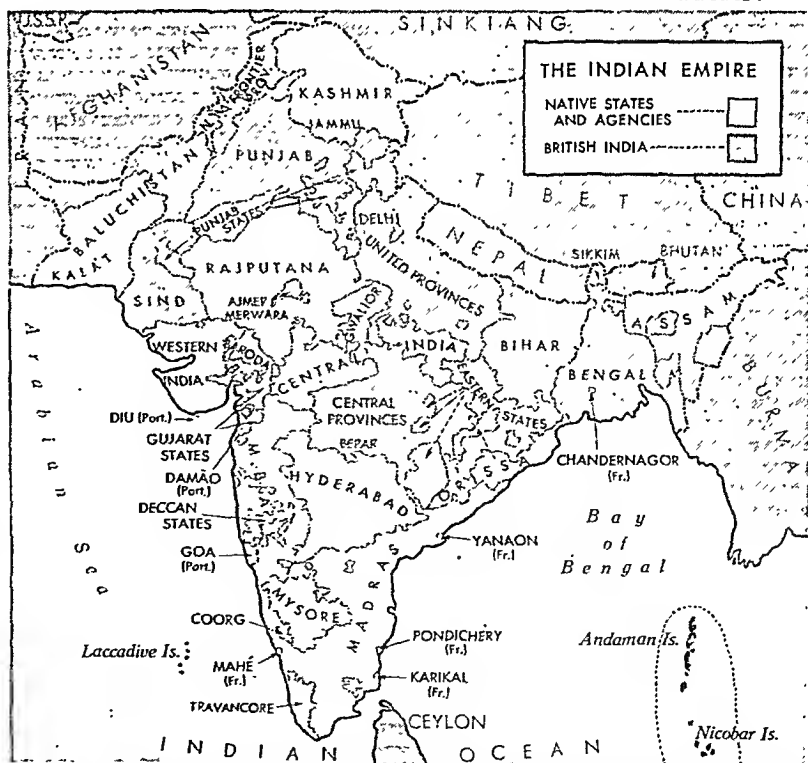 U.S.S.R.
SINKIANG
AFGHANISTAN
IRAN
N.W. FRONTIER
PROV.
KASHMIR
JAMMU
THE INDIAN EMPIRE
NATIVE STATES
AND AGENCIES
BRITISH INDIA
PUNJAB
TIBET
CHINA
BALUCHISTAN
KALAT
PUNJAB
STATES
DELHI
NEPAL
SIKKIM
BHUTAN
RAJPUTANA
UNITED PROVINCES
SIND
AJMER
MERWARA
GWALIOR
ASSAM
WESTERN
INDIA
BARODA
CENTRAL
INDIA
BIHAR
BENGAL
BURMA
Arabian Sea
DIU (Port.)
GUJARAT
STATES
CENTRAL
PROVINCES
BERAR
EASTERN STATES
DAMÃO
(Port.)
HYDERABAD
ORISSA
CHANDERNAGOR
(Fr.)
DECCAN
STATES
GOA
(Port.)
YANAON
(Fr.)
Bay
of
Bengal
MYSORE
MADRAS
COORG
Laccadive Is.
MAHÉ
(Fr.)
PONDICHERY
(Fr.)
Andaman Is.
KARIKAL
(Fr.)
TRAVANCORE
CEYLON
Nicobar Is.
INDIAN OCEAN